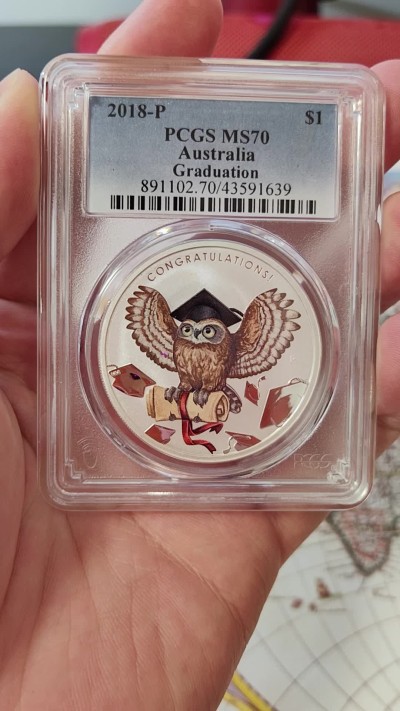 2018-P $1
PCGS MS70
Australia
Graduation
891102.70/43591639
CONGRATULATIONS!
PCGS